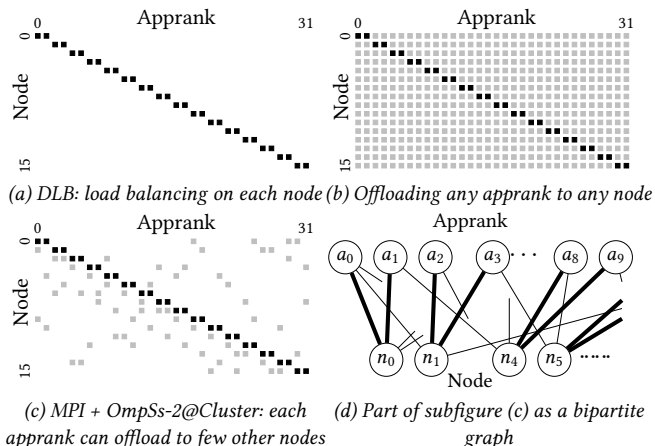 Apprank
0 31
0
Node
15
(a) DLB: load balancing on each node
Apprank
0 31
0
Node
15
(b) Offloading any apprank to any node
Apprank
0 31
0
Node
15
(c) MPI + OmpSs-2@Cluster: each
apprank can offload to few other nodes
Apprank
a0 a1 a2 a3 ··· a8 a9
n0 n1 n4 n5 ·····
Node
(d) Part of subfigure (c) as a bipartite
graph